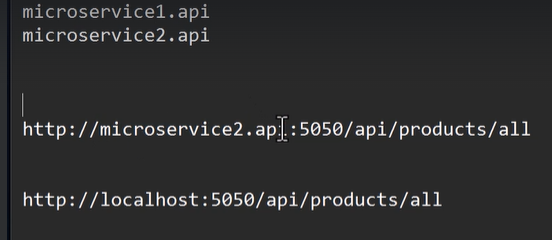 microservice1.api
microservice2.api
http://microservice2.api:5050/api/products/all
http://localhost:5050/api/products/all